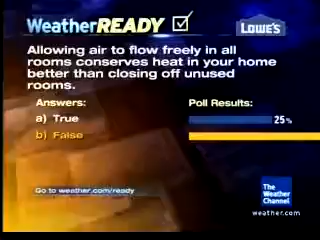 WeatherREADY
LOWE'S
Allowing air to flow freely in all
rooms conserves heat in your home
better than closing off unused
rooms.
Answers: Poll Results:
a) True 25%
b) False
Go to weather.com/ready
The
Weather
Channel
weather.com